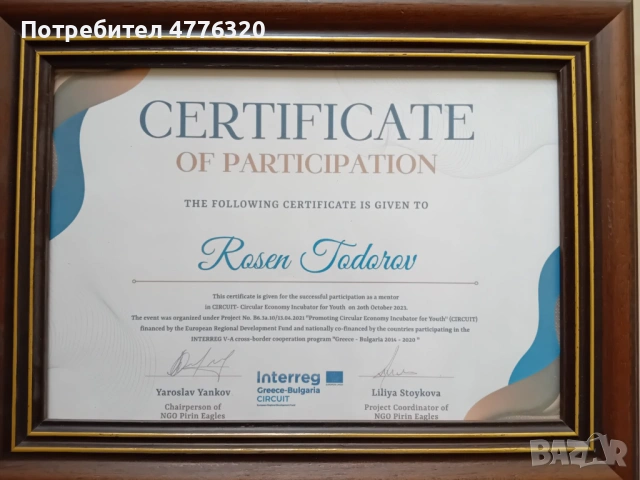 Потребител 4776320
CERTIFICATE
OF PARTICIPATION
THE FOLLOWING CERTIFICATE IS GIVEN TO
Rosen Todorov
This certificate is given for the successful participation as a mentor
in CIRCUIT- Circular Economy Incubator for Youth on 20th October 2023.
The event was organized under Project No. B6.3a.10/13.04.2021 "Promoting Circular Economy Incubator for Youth" (CIRCUIT)
financed by the European Regional Development Fund and nationally co-financed by the countries participating in the
INTERREG V-A cross-border cooperation program "Greece - Bulgaria 2014 - 2020 "
Interreg
Greece-Bulgaria
CIRCUIT
Yaroslav Yankov
Chairperson of
NGO Pirin Eagles
Liliya Stoykova
Project Coordinator of
NGO Pirin Eagles
BAZAR